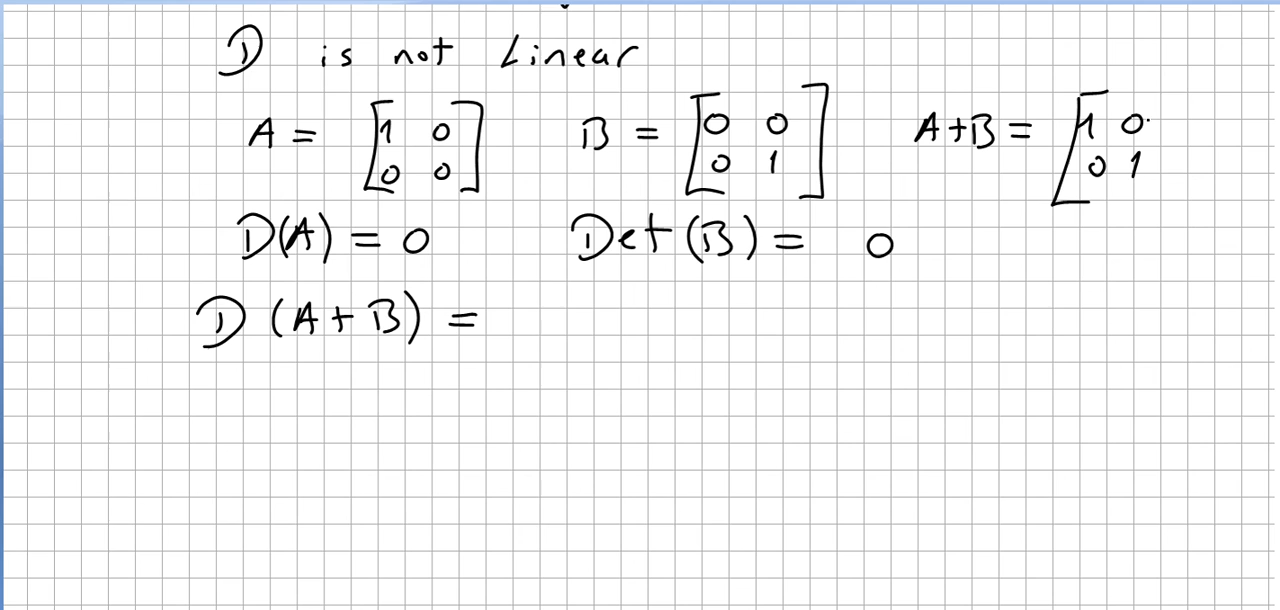 D is not Linear
A = [1 0 0 0] B = [0 0 0 1] A+B = [1 0 0 1
D(A) = 0 Det(B) = 0
D (A + B) =